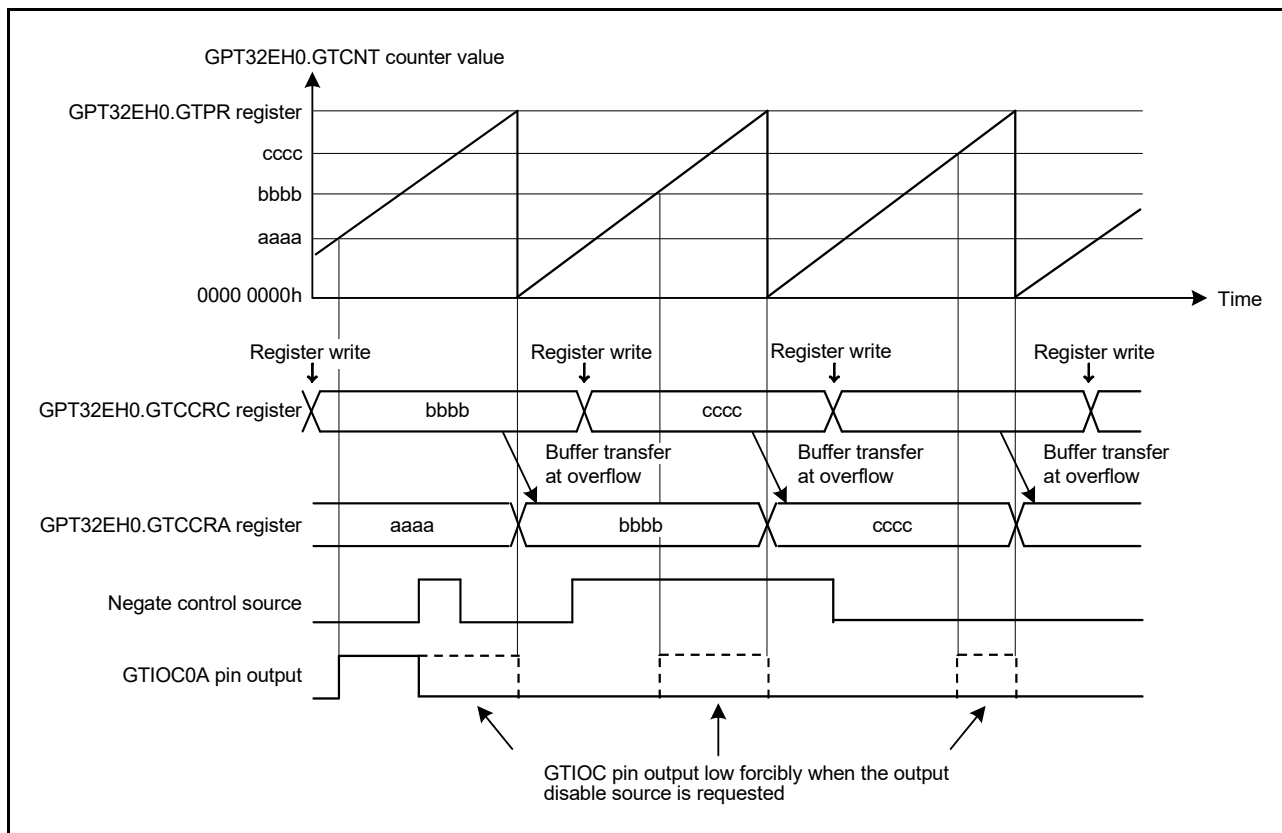 GPT32EH0.GTCNT counter value
GPT32EH0.GTPR register
cccc
bbbb
aaaa
0000 0000h
Time
Register write
Register write
Register write
Register write
GPT32EH0.GTCCRC register
bbbb
cccc
Buffer transfer
at overflow
Buffer transfer
at overflow
Buffer transfer
at overflow
GPT32EH0.GTCCRA register
aaaa
bbbb
cccc
Negate control source
GTIOC0A pin output
GTIOC pin output low forcibly when the output
disable source is requested